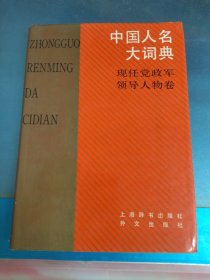 ZHONGGUO
RENMING
DA
CIDIAN
中国人名
大词典
现任党政军
领导人物卷
上海辞书出版社
外文出版社